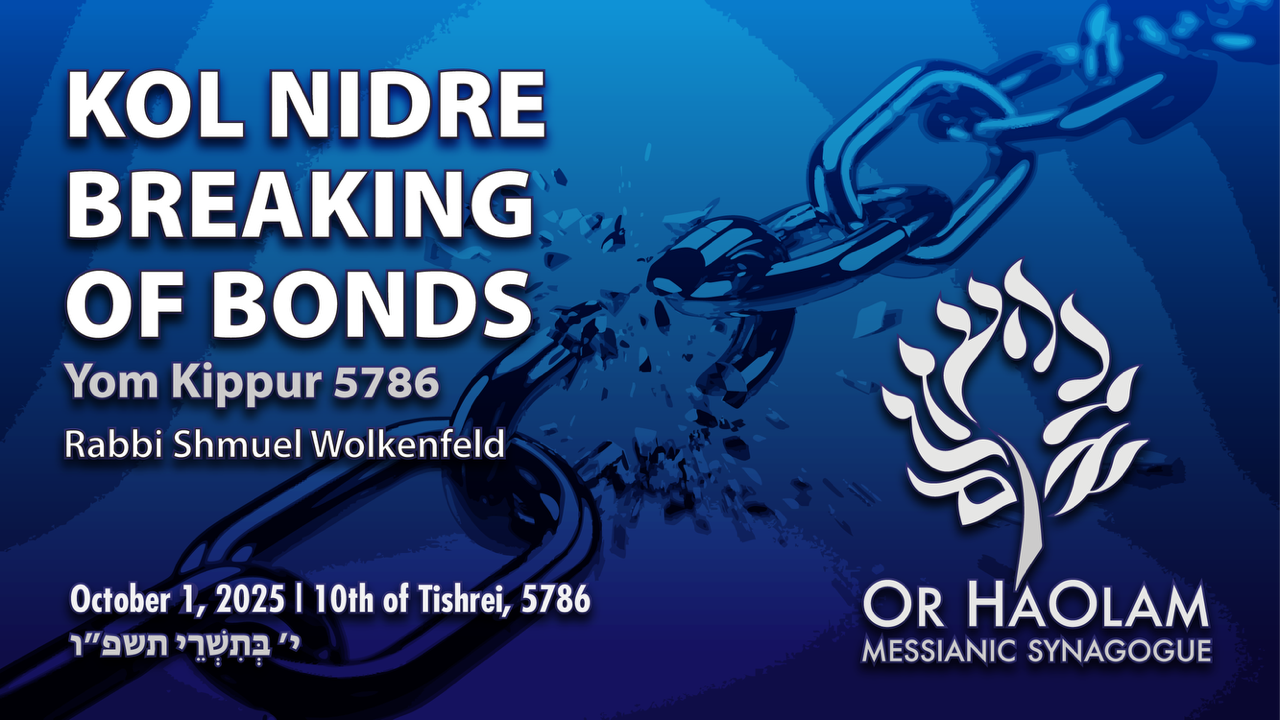 KOL NIDRE
BREAKING
OF BONDS
Yom Kippur 5786
Rabbi Shmuel Wolkenfeld
October 1, 2025 | 10th of Tishrei, 5786
י׳ בְּתִשְׁרֵי תשפ״ו
OR HAOLAM
MESSIANIC SYNAGOGUE